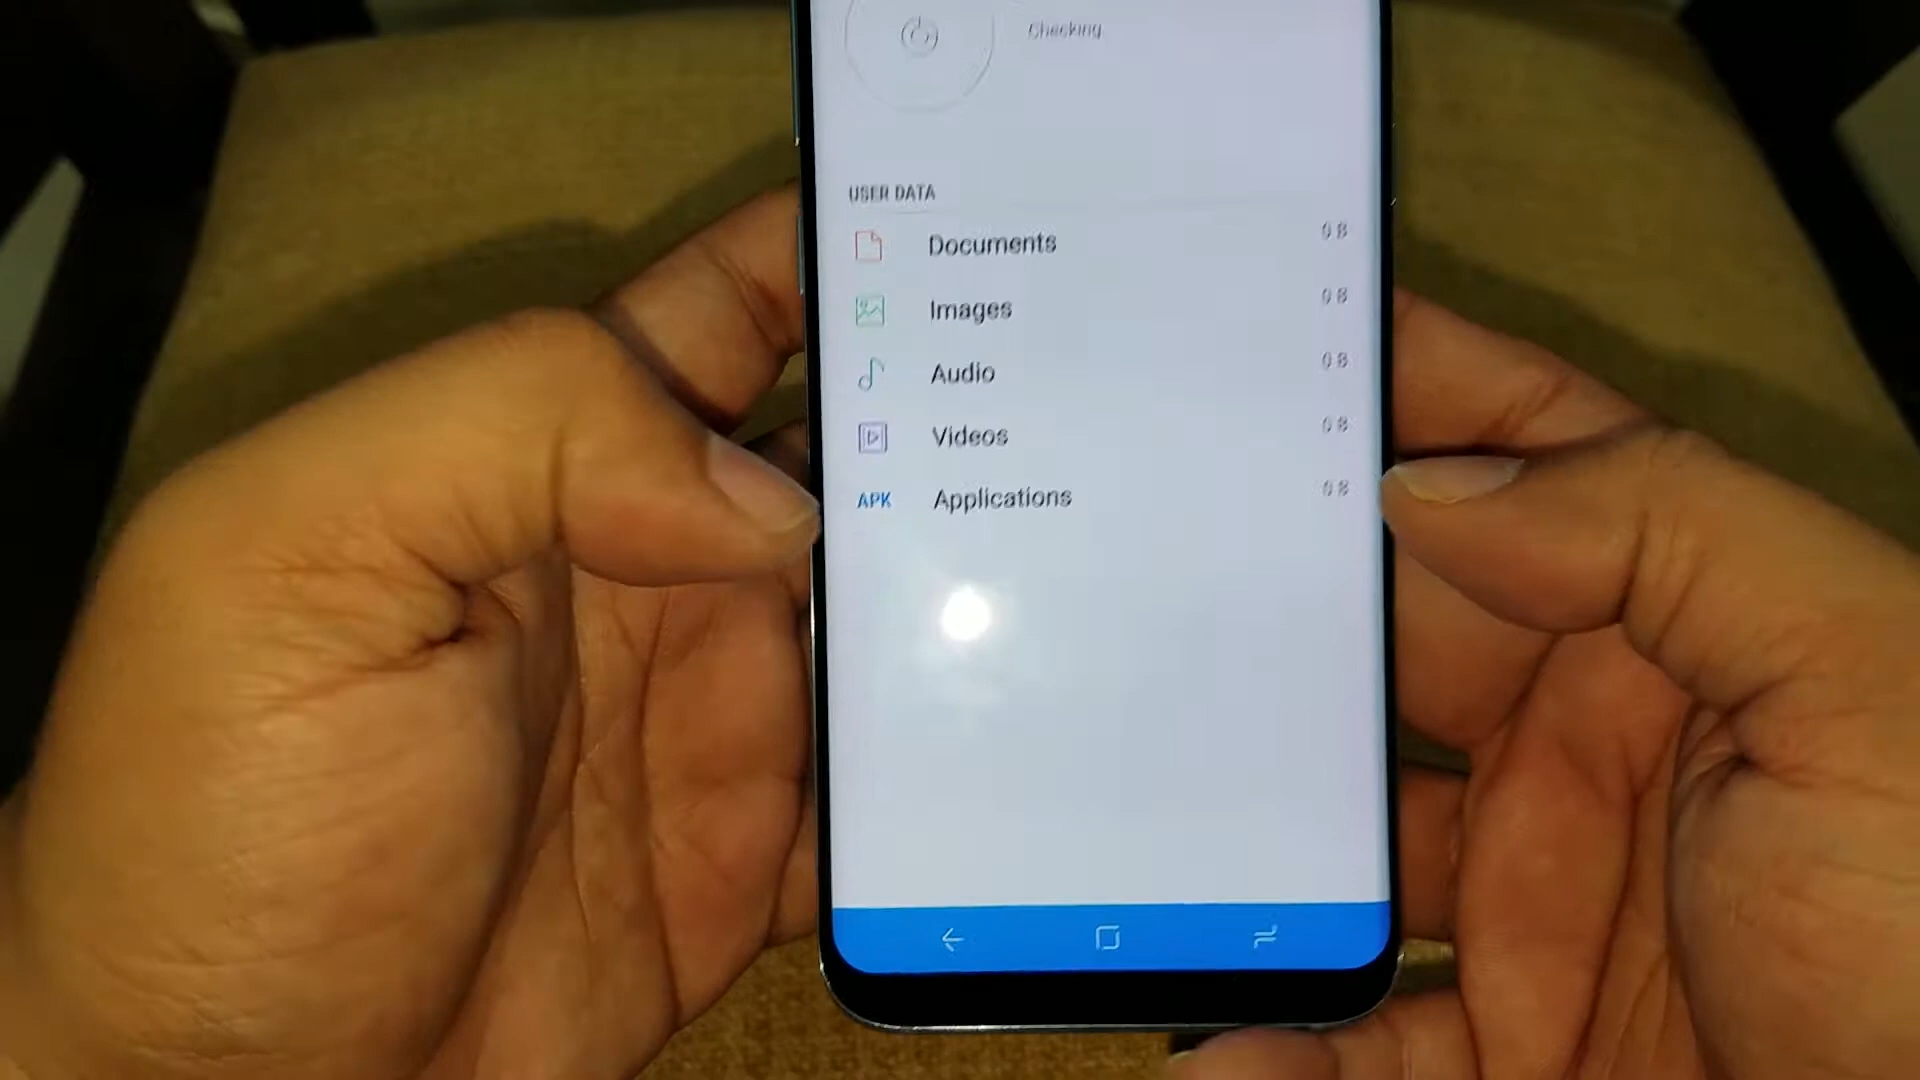 Checking
USER DATA
Documents 0 B
Images 0 B
Audio 0 B
Videos 0 B
APK Applications 0 B